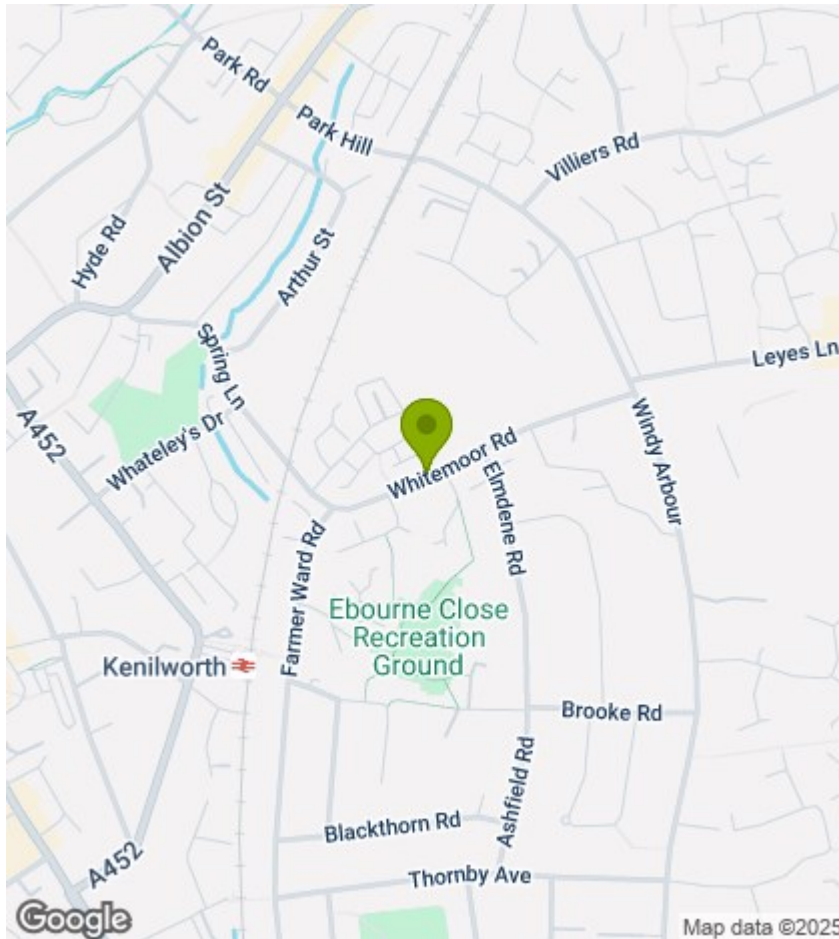 Park Rd
Park Hill
Villiers Rd
Albion St
Hyde Rd
Arthur St
Spring Ln
Leyes Ln
A452
Whateley's Dr
Whitemoor Rd
Windy Arbour
Elmdene Rd
Farmer Ward Rd
Ebourne Close
Recreation
Ground
Kenilworth
Brooke Rd
Ashfield Rd
Blackthorn Rd
A452
Thornby Ave
Google
Map data ©2025